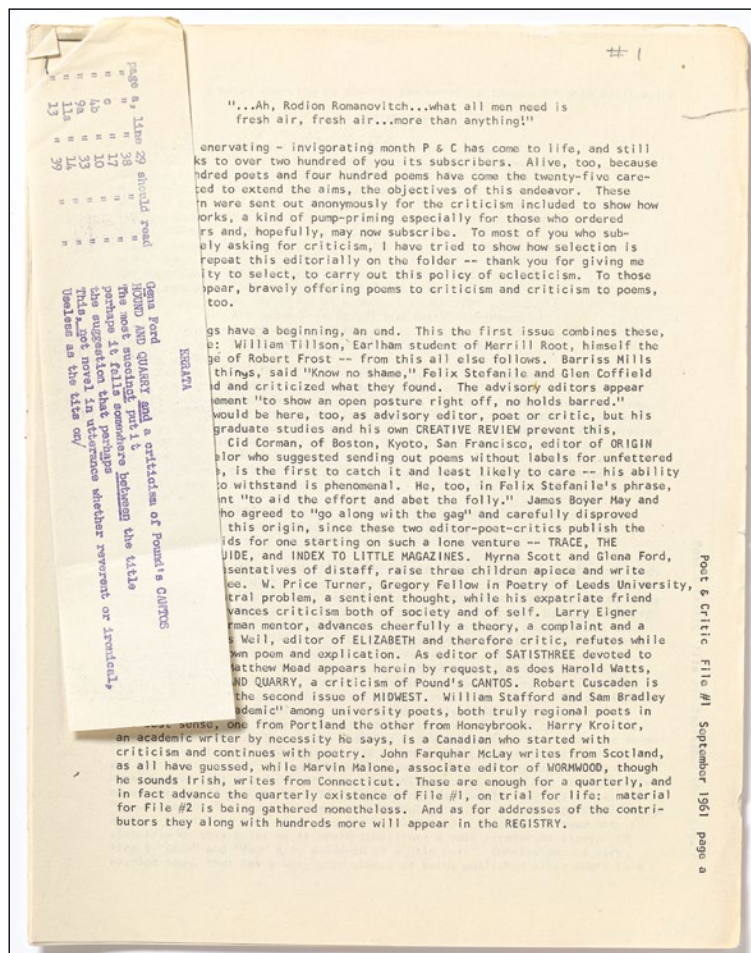 # 1
"...Ah, Rodion Romanovitch...what all men need is
fresh air, fresh air...more than anything!"
enervating - invigorating month P & C has come to life, and still
ks to over two hundred of you its subscribers. Alive, too, because
dred poets and four hundred poems have come the twenty-five care-
ed to extend the aims, the objectives of this endeavor. These
n were sent out anonymously for the criticism included to show how
orks, a kind of pump-priming especially for those who ordered
rs and, hopefully, may now subscribe. To most of you who sub-
ely asking for criticism, I have tried to show how selection is
repeat this editorially on the folder -- thank you for giving me
ity to select, to carry out this policy of eclecticism. To those
pear, bravely offering poems to criticism and criticism to poems,
too.
gs have a beginning, an end. This the first issue combines these,
e: William Tillson, Earlham student of Merrill Root, himself the
ge of Robert Frost -- from this all else follows. Barriss Mills
things, said "Know no shame," Felix Stefanile and Glen Coffield
d and criticized what they found. The advisory editors appear
ement "to show an open posture right off, no holds barred."
would be here, too, as advisory editor, poet or critic, but his
graduate studies and his own CREATIVE REVIEW prevent this,
Cid Corman, of Boston, Kyoto, San Francisco, editor of ORIGIN
elor who suggested sending out poems without labels for unfettered
, is the first to catch it and least likely to care -- his ability
o withstand is phenomenal. He, too, in Felix Stefanile's phrase,
nt "to aid the effort and abet the folly." James Boyer May and
ho agreed to "go along with the gag" and carefully disproved
this origin, since these two editor-poet-critics publish the
ids for one starting on such a lone venture -- TRACE, THE
UIDE, and INDEX TO LITTLE MAGAZINES. Myrna Scott and Glena Ford,
sentatives of distaff, raise three children apiece and write
ee. W. Price Turner, Gregory Fellow in Poetry of Leeds University,
tral problem, a sentient thought, while his expatriate friend
vances criticism both of society and of self. Larry Eigner
rman mentor, advances cheerfully a theory, a complaint and a
s Weil, editor of ELIZABETH and therefore critic, refutes while
own poem and explication. As editor of SATISTHREE devoted to
Matthew Mead appears herein by request, as does Harold Watts,
ND QUARRY, a criticism of Pound's CANTOS. Robert Cuscaden is
the second issue of MIDWEST. William Stafford and Sam Bradley
ademic" among university poets, both truly regional poets in
sense, one from Portland the other from Honeybrook. Harry Kroitor,
an academic writer by necessity he says, is a Canadian who started with
criticism and continues with poetry. John Farquhar McLay writes from Scotland,
as all have guessed, while Marvin Malone, associate editor of WORMWOOD, though
he sounds Irish, writes from Connecticut. These are enough for a quarterly, and
in fact advance the quarterly existence of File #1, on trial for life: material
for File #2 is being gathered nonetheless. And as for addresses of the contri-
butors they along with hundreds more will appear in the REGISTRY.
Poet & Critic File #1 September 1961 page a
ERRATA
page a, line 29 should read Gena Ford
" " 38 " " HOUND AND QUARRY and a criticism of Pound's CANTOS
" c " 17 " " The most succinct put it
" 4b " 10 " " perhaps it falls somewhere between the title
" 9a " 33 " " the suggestion that perhaps
" 11a " 14 " " This, not novel in utterance whether reverent or ironical,
" 13 " 39 " " Useless as the tits on/